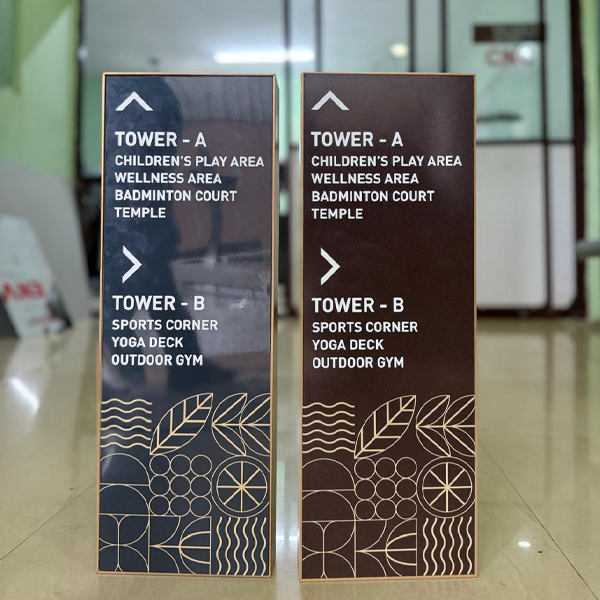 TOWER - A
CHILDREN'S PLAY AREA
WELLNESS AREA
BADMINTON COURT
TEMPLE
TOWER - B
SPORTS CORNER
YOGA DECK
OUTDOOR GYM
TOWER - A
CHILDREN'S PLAY AREA
WELLNESS AREA
BADMINTON COURT
TEMPLE
TOWER - B
SPORTS CORNER
YOGA DECK
OUTDOOR GYM